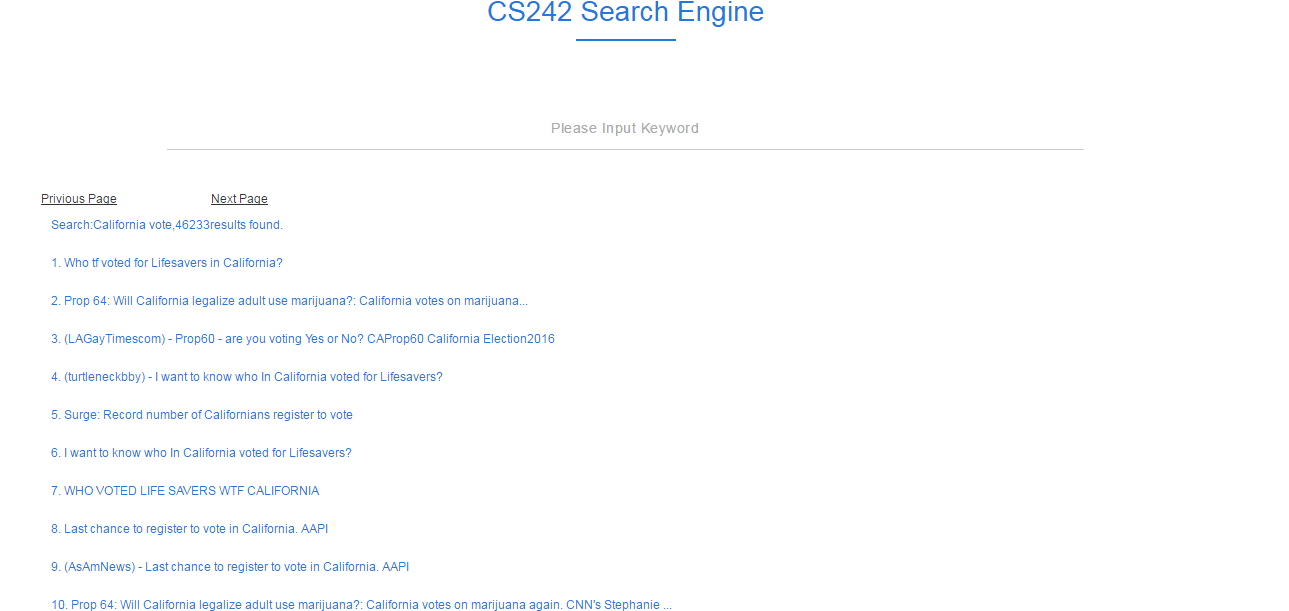 CS242 Search Engine
Please Input Keyword
Privious Page Next Page
Search:California vote,46233results found.
1. Who tf voted for Lifesavers in California?
2. Prop 64: Will California legalize adult use marijuana?: California votes on marijuana...
3. (LAGayTimescom) - Prop60 - are you voting Yes or No? CAProp60 California Election2016
4. (turtleneckbby) - I want to know who In California voted for Lifesavers?
5. Surge: Record number of Californians register to vote
6. I want to know who In California voted for Lifesavers?
7. WHO VOTED LIFE SAVERS WTF CALIFORNIA
8. Last chance to register to vote in California. AAPI
9. (AsAmNews) - Last chance to register to vote in California. AAPI
10. Prop 64: Will California legalize adult use marijuana?: California votes on marijuana again. CNN's Stephanie ...